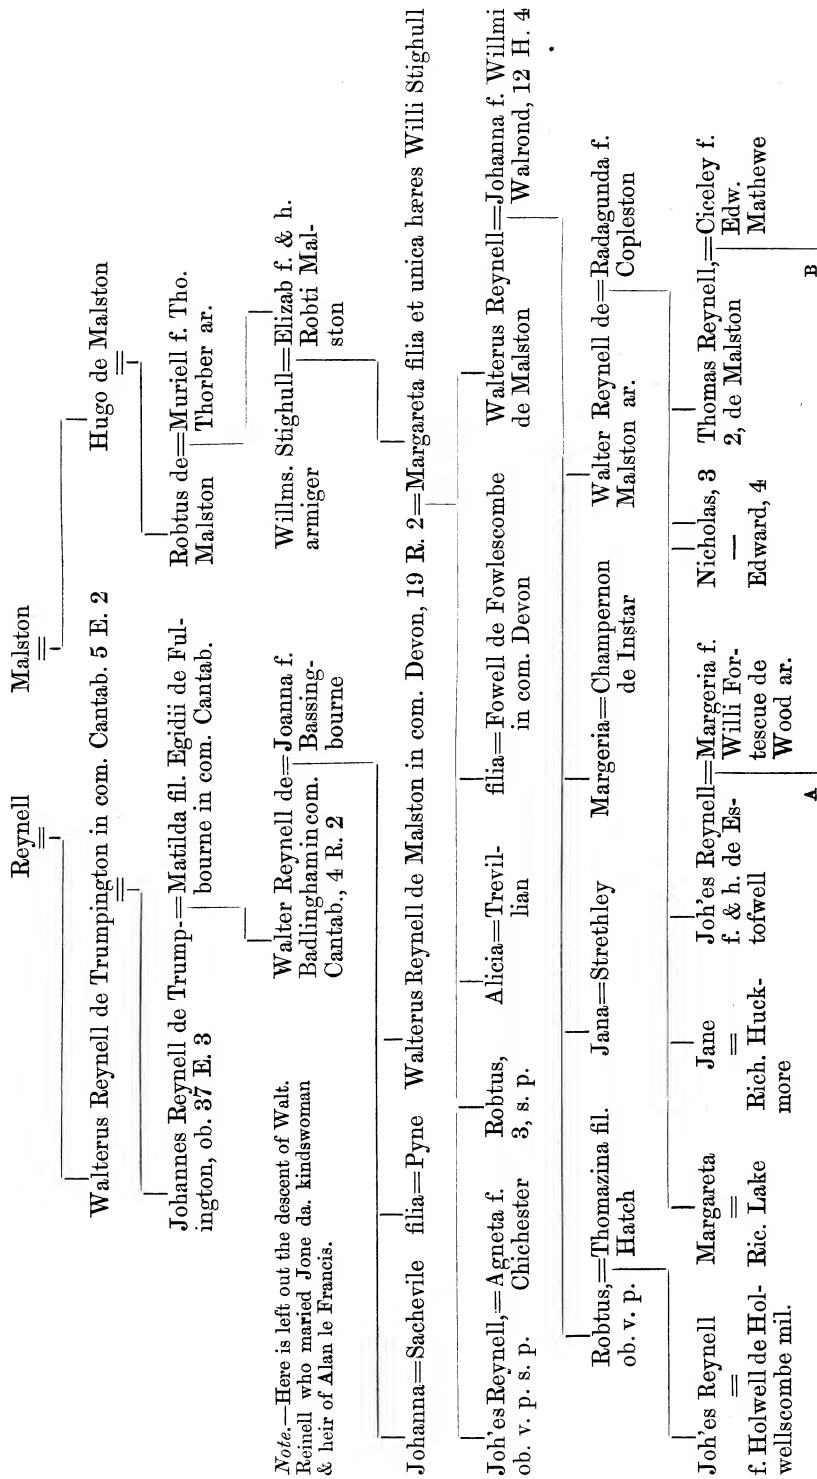 Reynell
Malston
Walterus Reynell de Trumpington in com. Cantab. 5 E. 2
Hugo de Malston
Johannes Reynell de Trump-=Matilda fil. Egidii de Ful-
ington, ob. 37 E. 3
bourne in com. Cantab.
Robtus de=Muriell f. Tho.
Malston
Thorber ar.
Note.—Here is left out the descent of Walt.
Reinell who maried Jone da. kindswoman
& heir of Alan le Francis.
Walter Reynell de=Joanna f.
Badlingham in com.
Bassing-
Cantab., 4 R. 2
bourne
Willms. Stighull=Elizab f. & h.
armiger
Robti Mal-
ston
Johanna=Sachevile
filia=Pyne
Walterus Reynell de Malston in com. Devon, 19 R. 2=Margareta filia et unica hæres Willi Stighull
Joh'es Reynell,=Agneta f.
ob. v. p. s. p.
Chichester
Robtus,
3, s. p.
Alicia=Trevil-
lian
filia=Fowell de Fowlescombe
in com. Devon
Walterus Reynell=Johanna f. Willmi
de Malston
Walrond, 12 H. 4
Robtus,=Thomazina fil.
ob. v. p.
Hatch
Jana=Strethley
Margeria=Champernon
de Instar
Walter Reynell de=Radagunda f.
Malston ar.
Copleston
Joh'es Reynell
=
f. Holwell de Hol-
wellscombe mil.
Margareta
=
Ric. Lake
Jane
=
Rich. Huck-
more
Joh'es Reynell=Margeria f.
f. & h. de Es-
Willi For-
tofwell
tescue de
Wood ar.
A
Nicholas, 3
—
Edward, 4
Thomas Reynell,=Ciceley f.
2, de Malston
Edw.
Mathewe
B